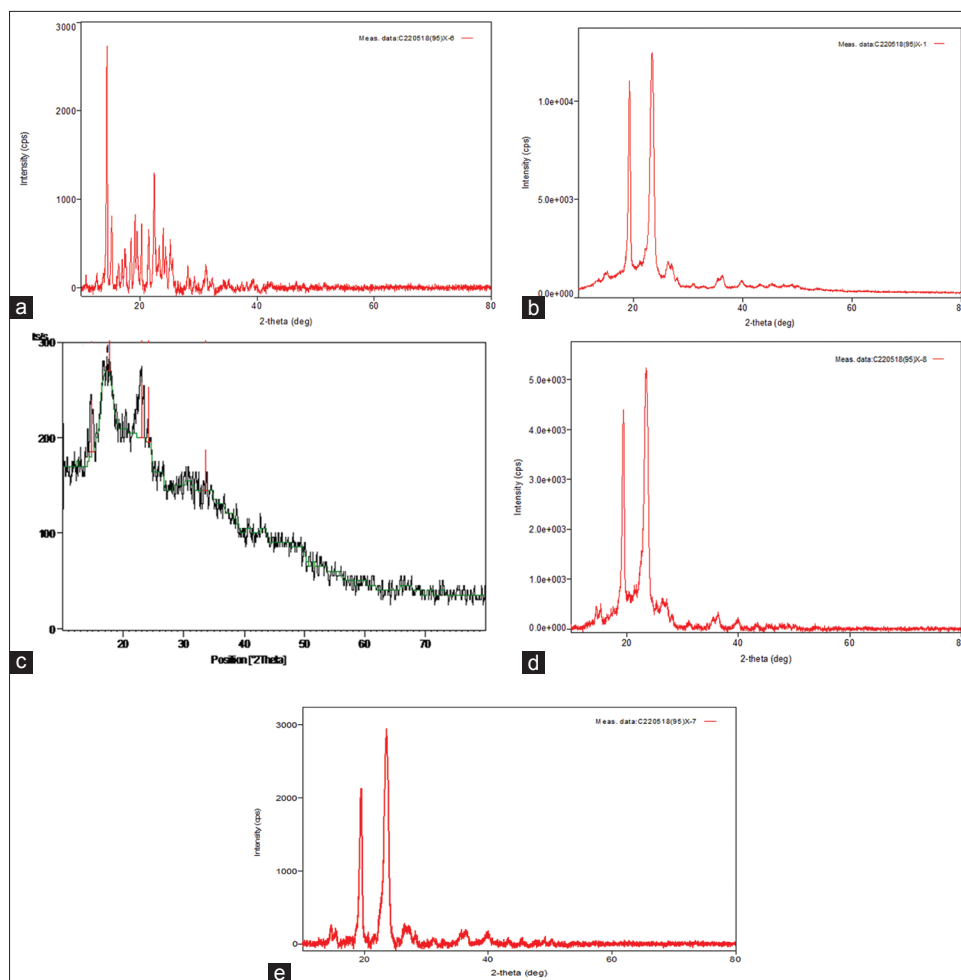 3000
Meas. data:C220518(95)X-6
2000
1000
0
Intensity (cps)
20
40
60
80
2-theta (deg)
a
Meas. data:C220518(95)X-1
1.0e+004
5.0e+003
0.0e+000
Intensity (cps)
20
40
60
80
2-theta (deg)
b
300
200
100
0
20
30
40
50
60
70
Position [°2Theta]
c
Meas. data:C220518(95)X-8
5.0e+003
4.0e+003
3.0e+003
2.0e+003
1.0e+003
0.0e+000
Intensity (cps)
20
40
60
80
2-theta (deg)
d
Meas. data:C220518(95)X-7
3000
2000
1000
0
Intensity (cps)
20
40
60
80
2-theta (deg)
e